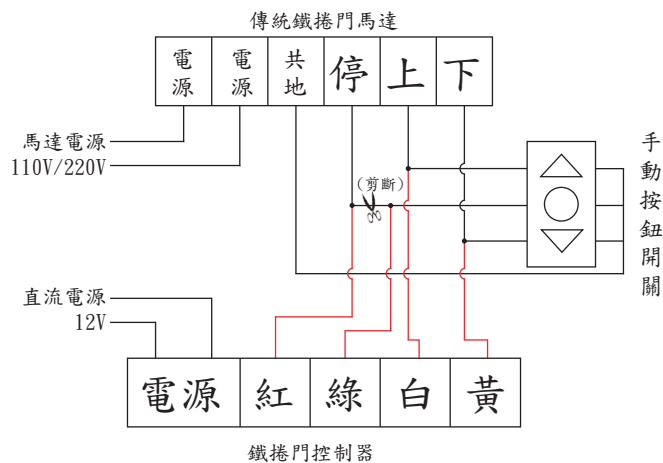 傳統鐵捲門馬達
電源
電源
共地
停
上
下
馬達電源
110V/220V
(剪斷)
手動按鈕開關
直流電源
12V
電源
紅
綠
白
黃
鐵捲門控制器